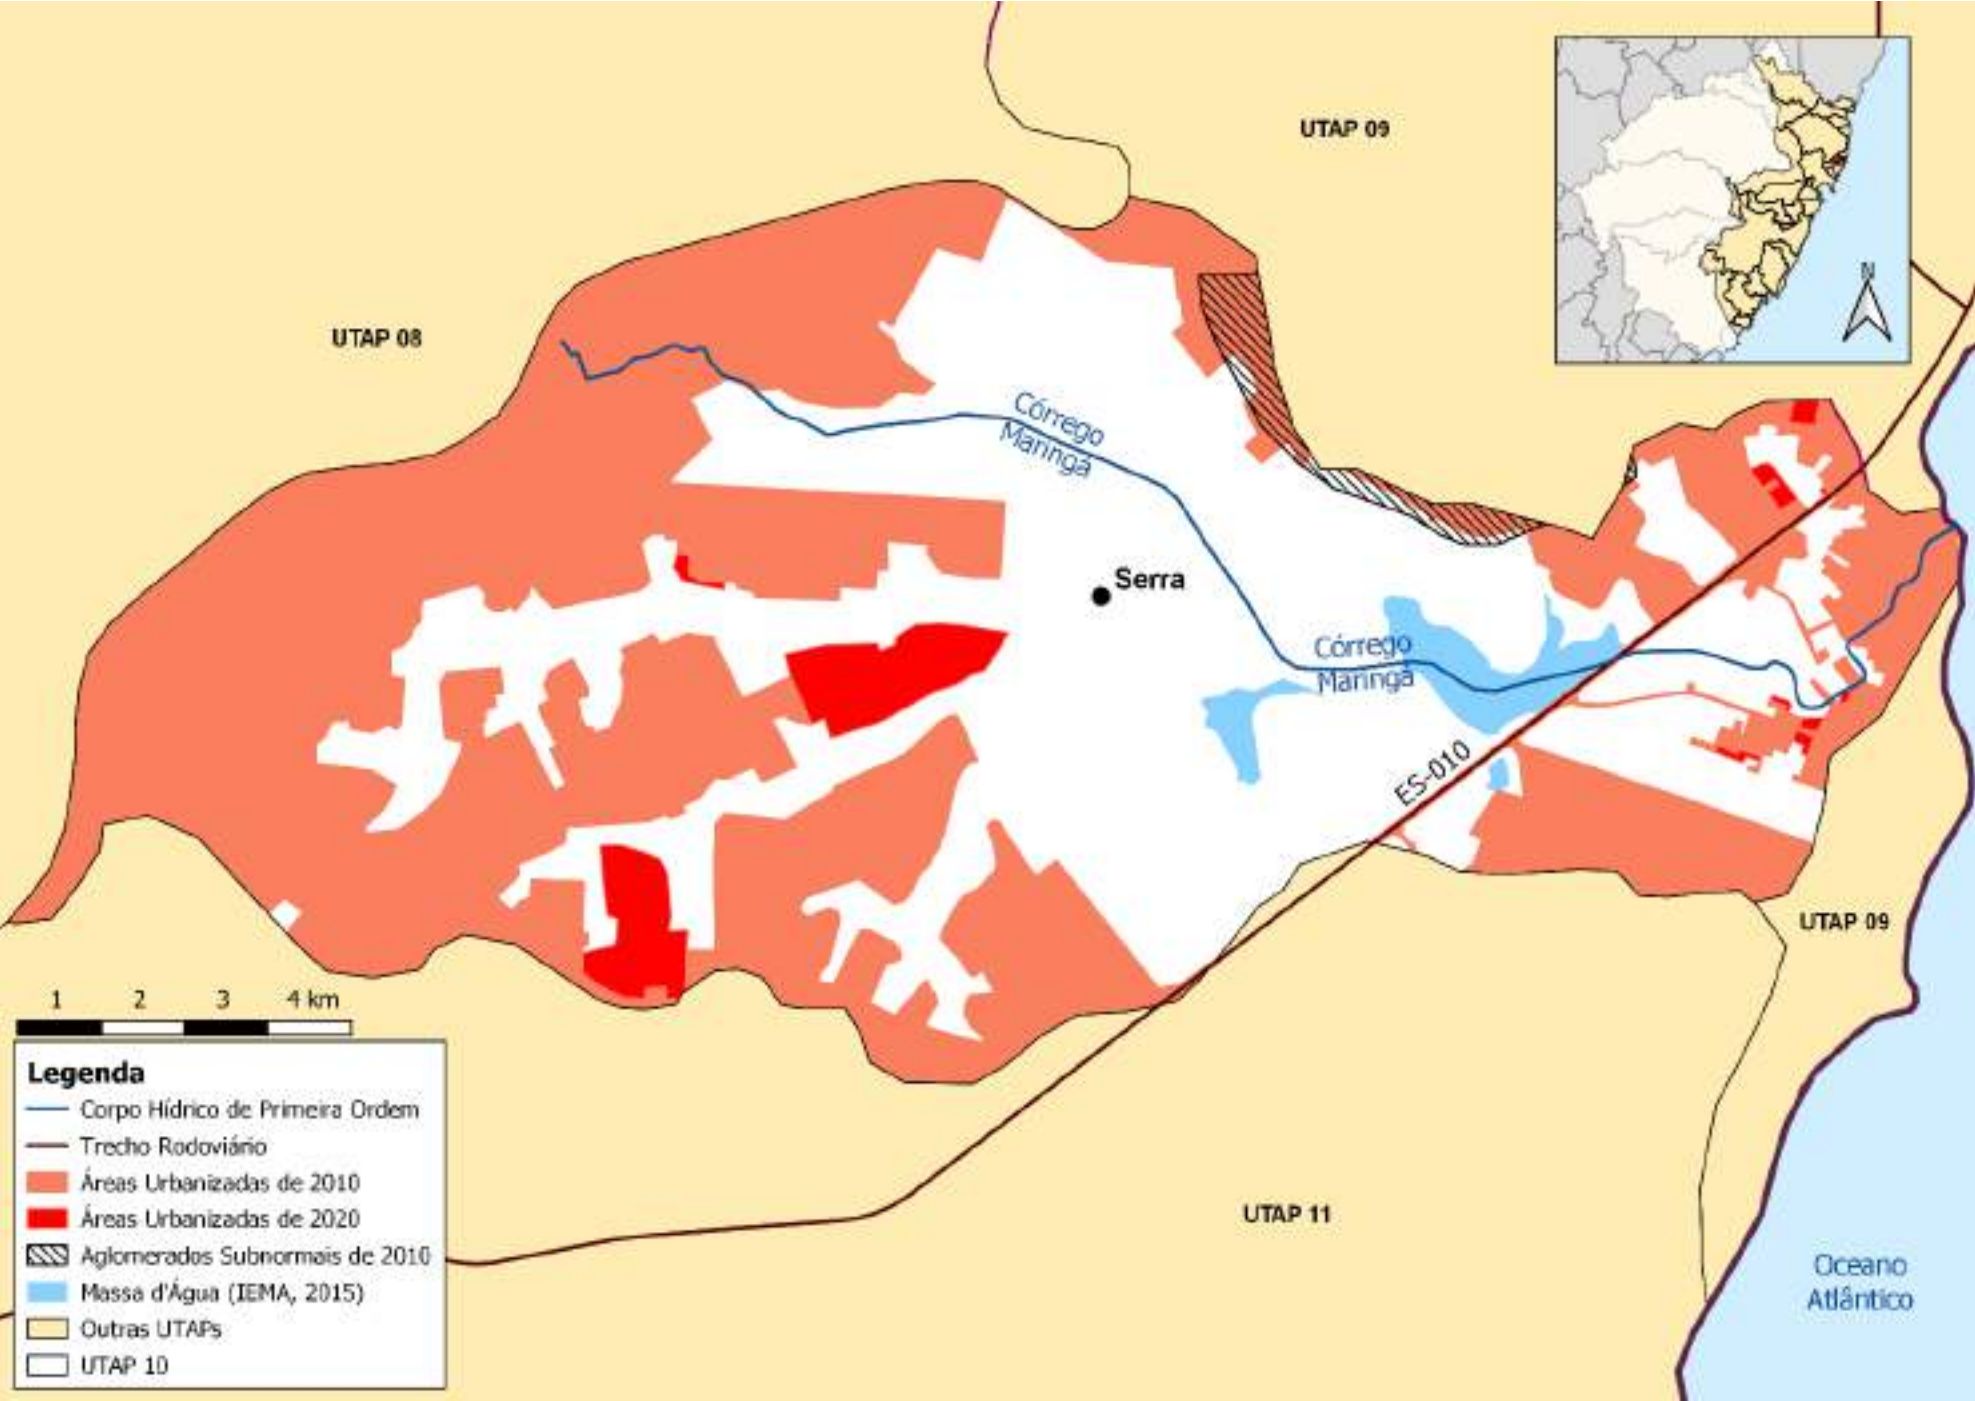 UTAP 09
N
UTAP 08
Córrego
Maringá
Serra
Córrego
Maringá
ES-010
UTAP 09
1 2 3 4 km
Legenda
Corpo Hídrico de Primeira Ordem
Trecho Rodoviário
Áreas Urbanizadas de 2010
Áreas Urbanizadas de 2020
Aglomerados Subnormais de 2010
Massa d'Água (IEMA, 2015)
Outras UTAPs
UTAP 10
UTAP 11
Oceano
Atlântico